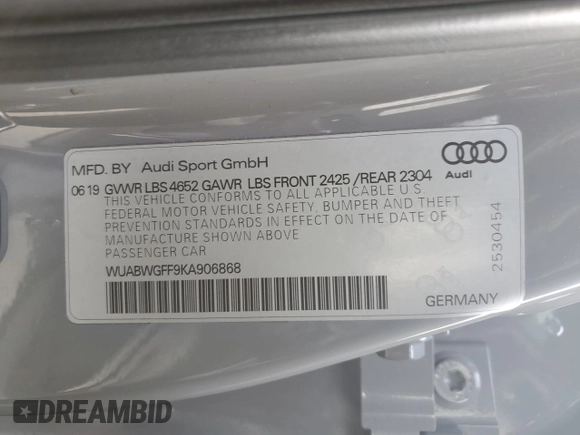 MFD. BY Audi Sport GmbH
0619 GVWR LBS 4652 GAWR LBS FRONT 2425 /REAR 2304
Audi
THIS VEHICLE CONFORMS TO ALL APPLICABLE U S
FEDERAL MOTOR VEHICLE SAFETY, BUMPER AND THEFT
PREVENTION STANDARDS IN EFFECT ON THE DATE OF
MANUFACTURE SHOWN ABOVE
PASSENGER CAR
WUABWGFF9KA906868
2530454
GERMANY
DREAMBID